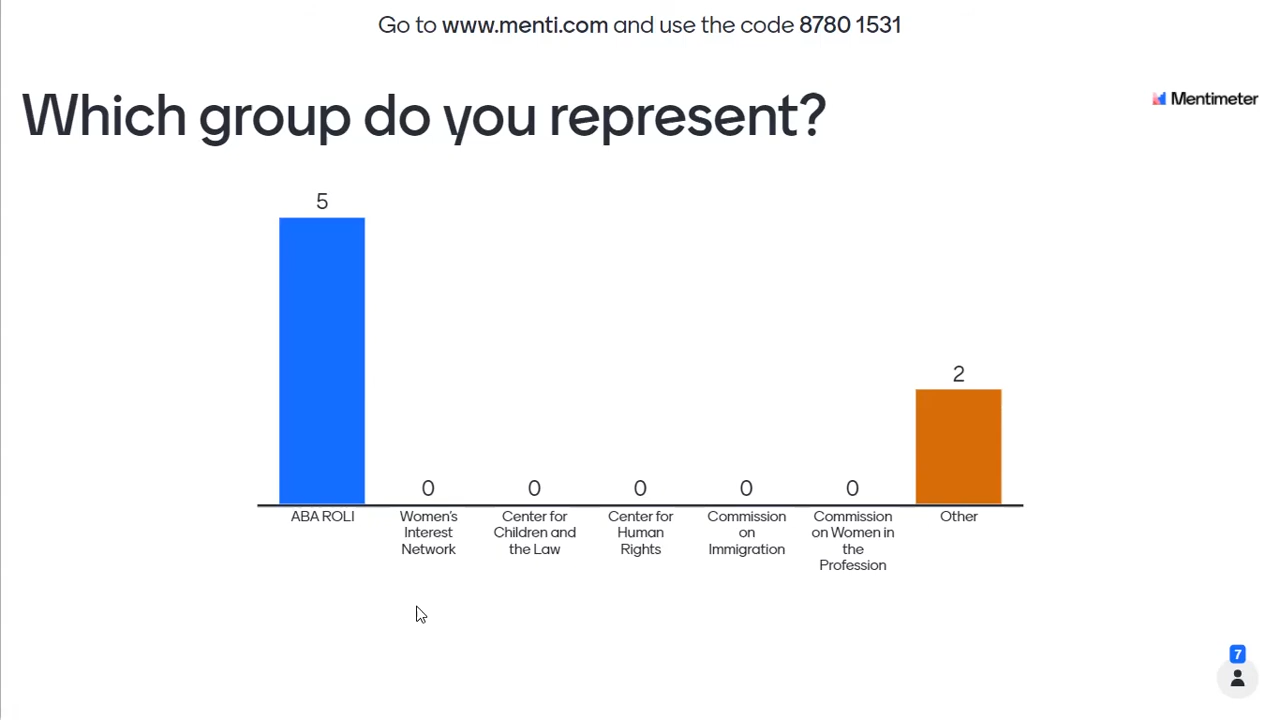 Go to www.menti.com and use the code 8780 1531
Which group do you represent?
Mentimeter
5
2
0
0
0
0
0
ABA ROLI
Women's
Interest
Network
Center for
Children and
the Law
Center for
Human
Rights
Commission
on
Immigration
Commission
on Women in
the
Profession
Other
7